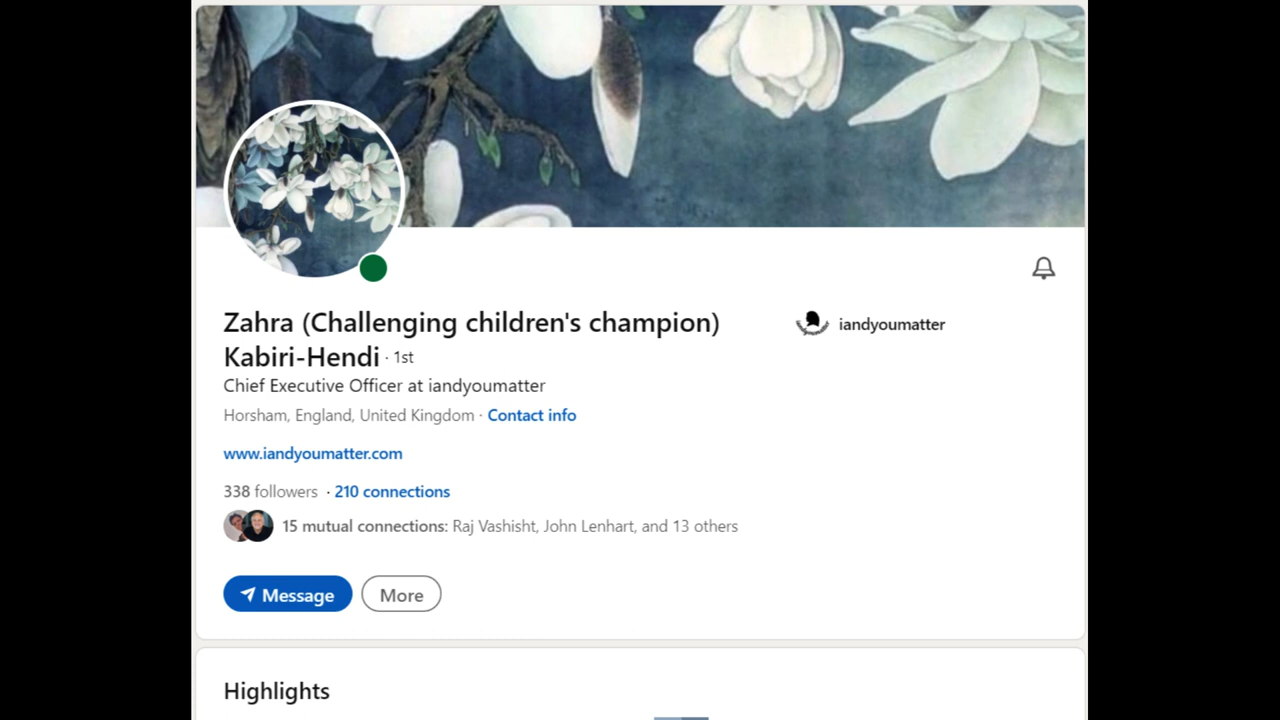 Zahra (Challenging children's champion)
Kabiri-Hendi · 1st
iandyoumatter
Chief Executive Officer at iandyoumatter
Horsham, England, United Kingdom · Contact info
www.iandyoumatter.com
338 followers · 210 connections
15 mutual connections: Raj Vashisht, John Lenhart, and 13 others
Message
More
Highlights